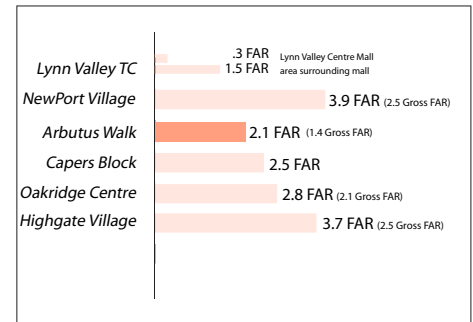 .3 FAR Lynn Valley Centre Mall
Lynn Valley TC 1.5 FAR area surrounding mall
NewPort Village 3.9 FAR (2.5 Gross FAR)
Arbutus Walk 2.1 FAR (1.4 Gross FAR)
Capers Block 2.5 FAR
Oakridge Centre 2.8 FAR (2.1 Gross FAR)
Highgate Village 3.7 FAR (2.5 Gross FAR)